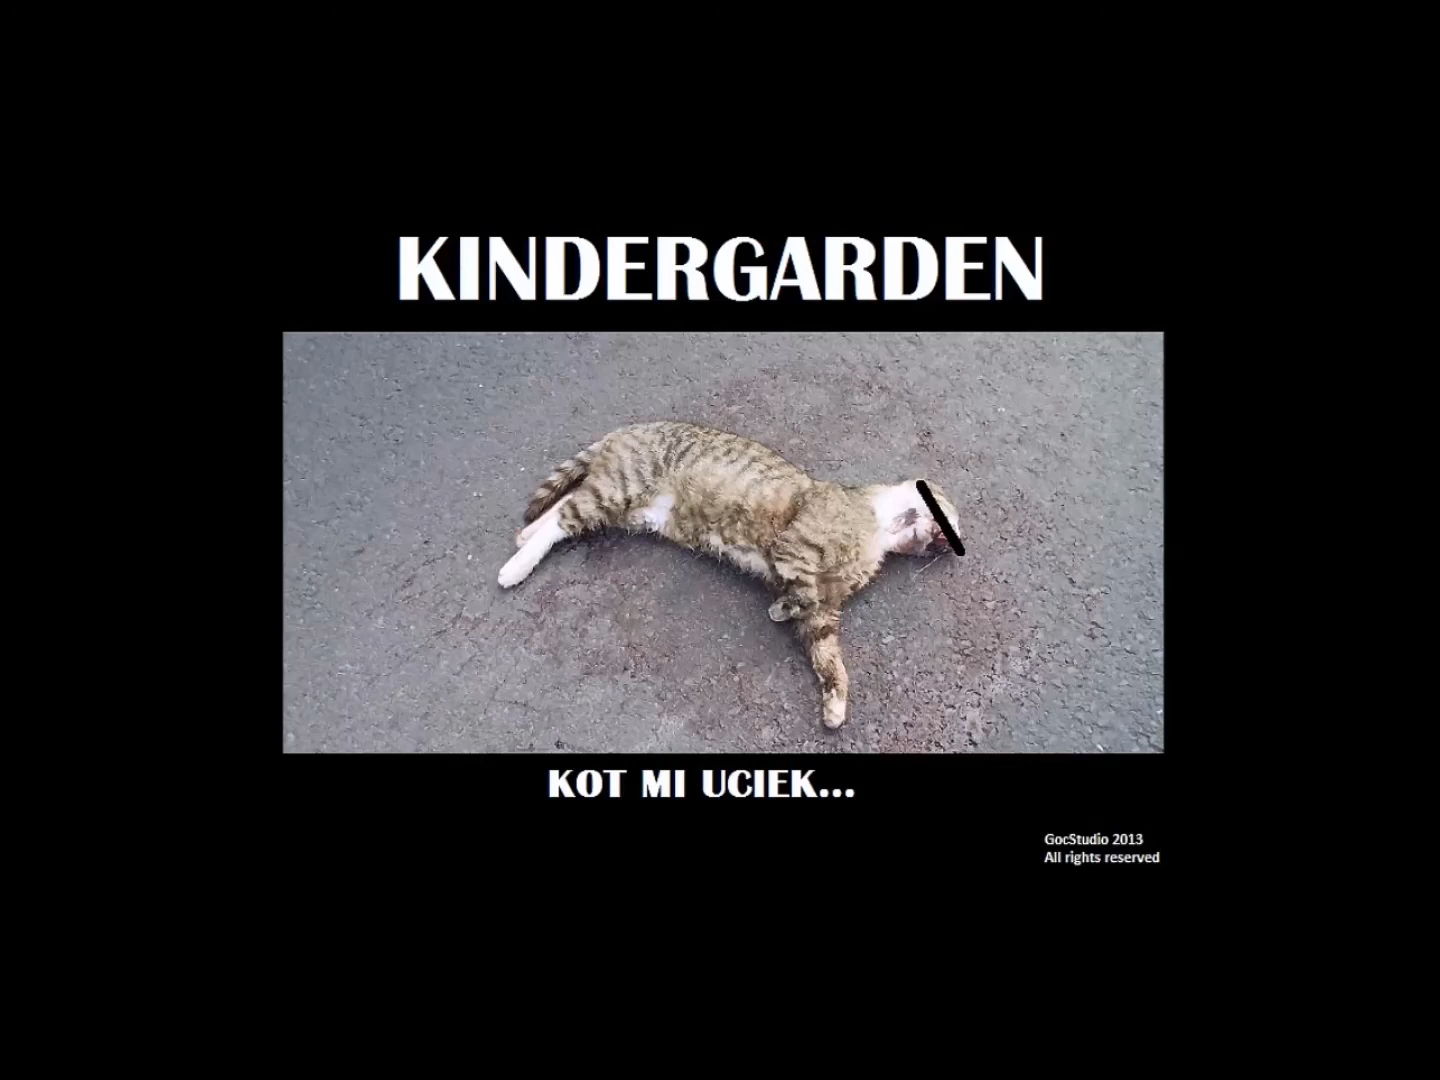 KINDERGARDEN
KOT MI UCIEK...
GocStudio 2013
All rights reserved